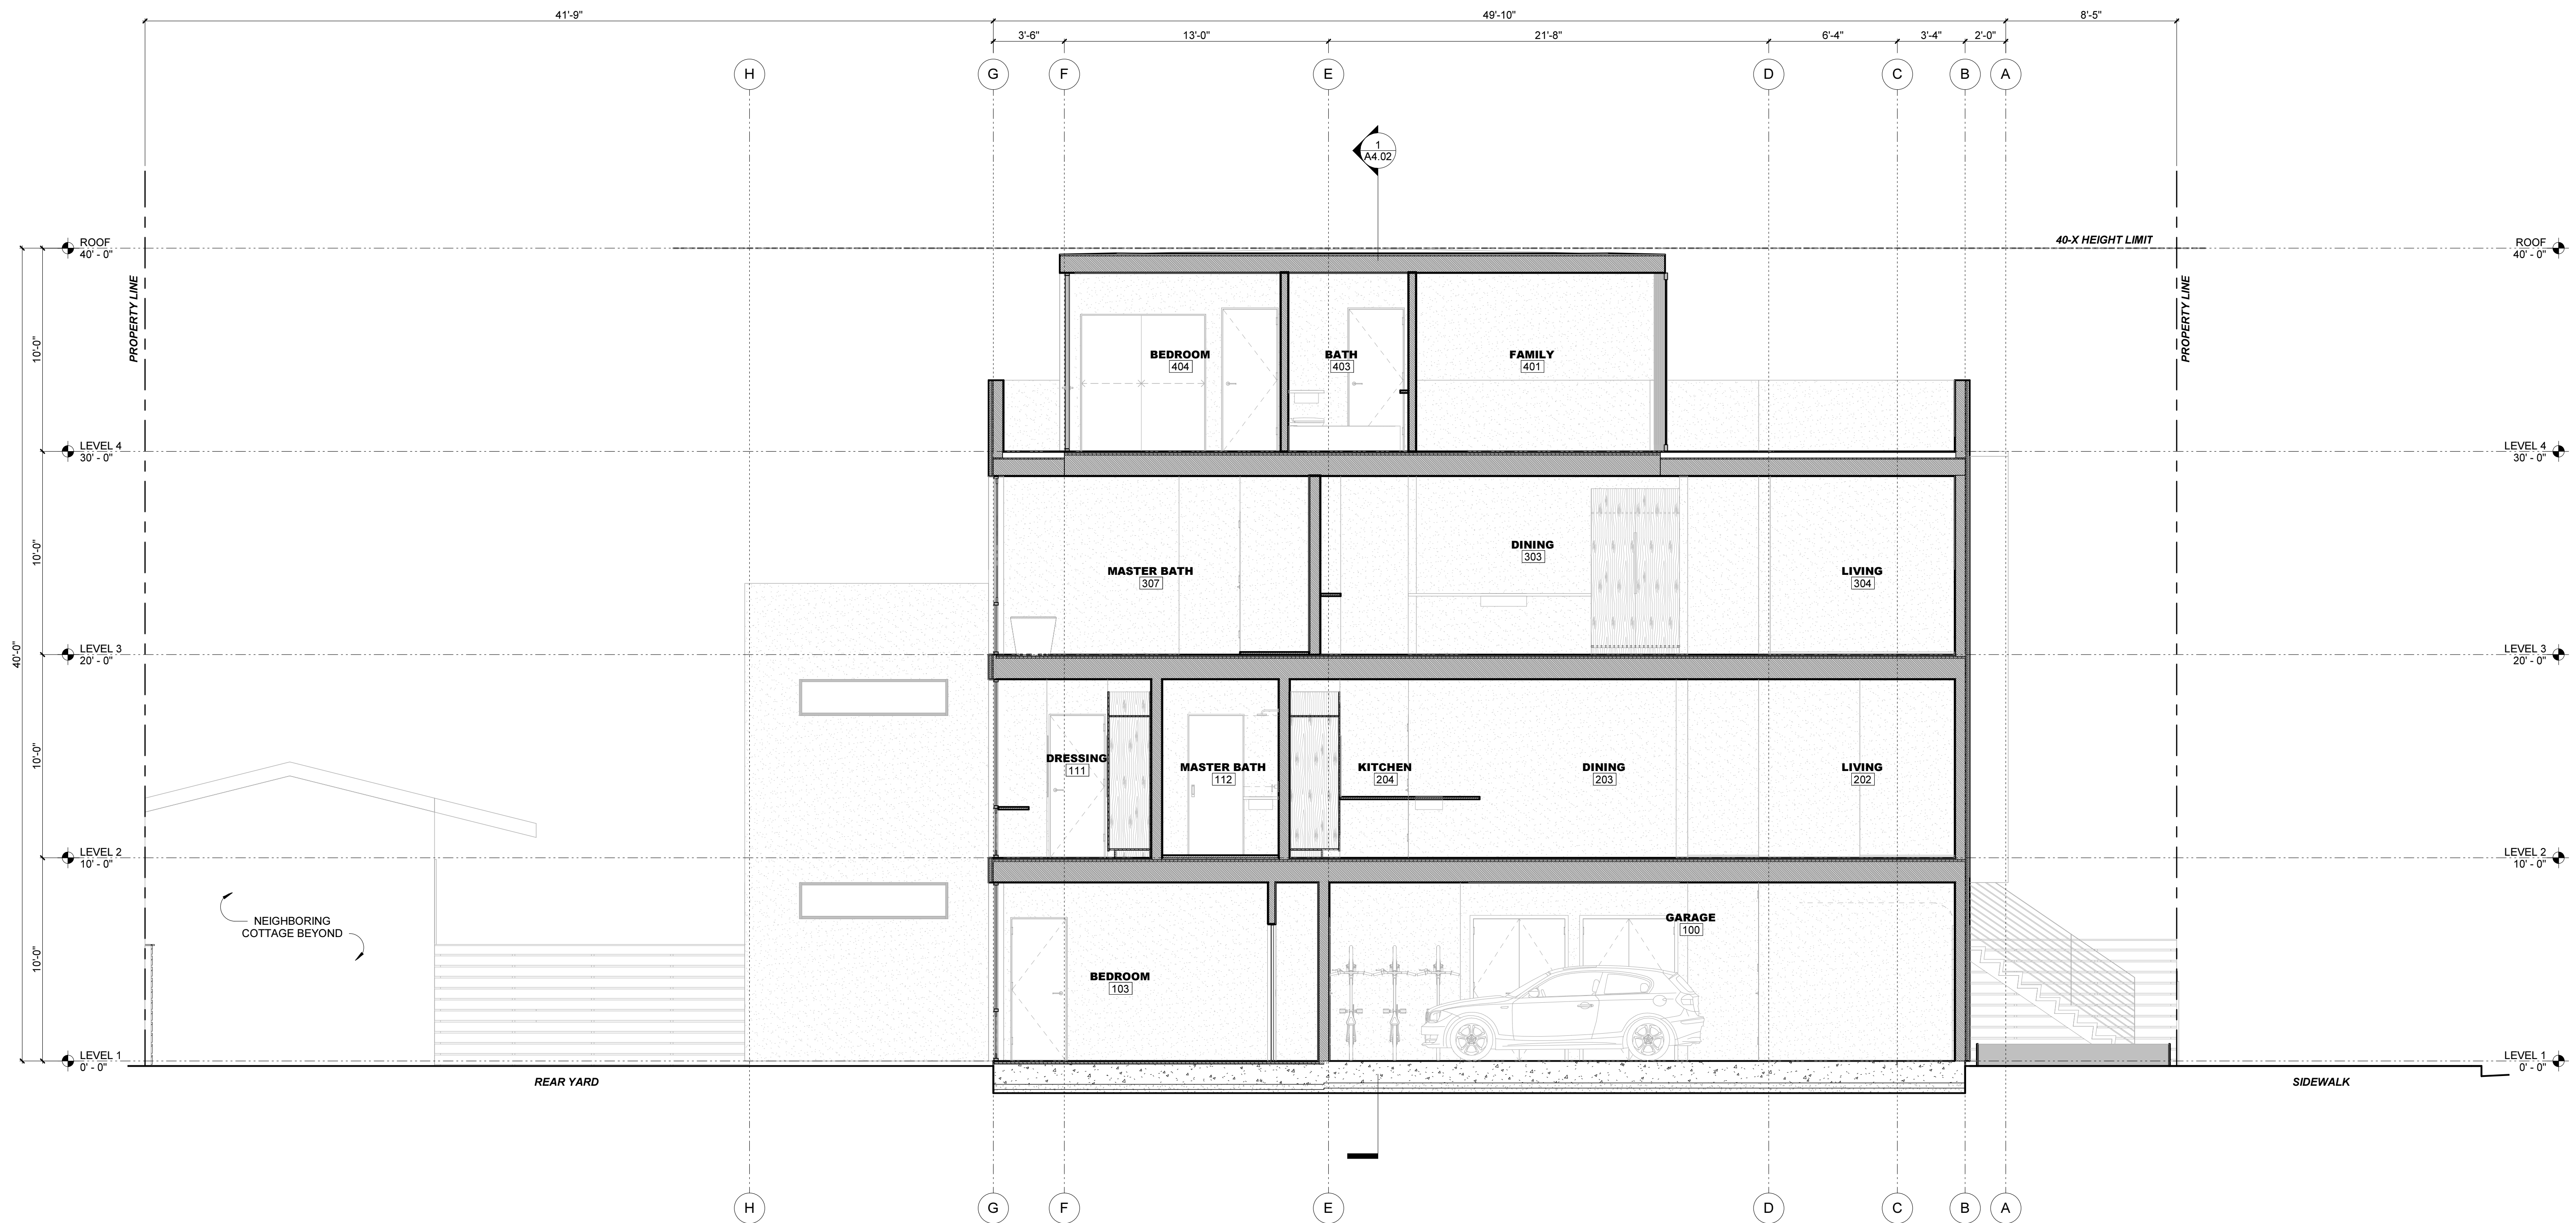 41'-9"
49'-10"
8'-5"
3'-6"
13'-0"
21'-8"
6'-4"
3'-4"
2'-0"
H
G
F
E
D
C
B
A
1
A4.02
40-X HEIGHT LIMIT
ROOF
40' - 0"
ROOF
40' - 0"
PROPERTY LINE
PROPERTY LINE
10'-0"
BEDROOM
404
BATH
403
FAMILY
401
LEVEL 4
30' - 0"
LEVEL 4
30' - 0"
10'-0"
DINING
303
MASTER BATH
307
LIVING
304
40'-0"
LEVEL 3
20' - 0"
LEVEL 3
20' - 0"
10'-0"
DRESSING
111
MASTER BATH
112
KITCHEN
204
DINING
203
LIVING
202
LEVEL 2
10' - 0"
LEVEL 2
10' - 0"
NEIGHBORING
COTTAGE BEYOND
10'-0"
GARAGE
100
BEDROOM
103
LEVEL 1
0' - 0"
LEVEL 1
0' - 0"
REAR YARD
SIDEWALK
H
G
F
E
D
C
B
A